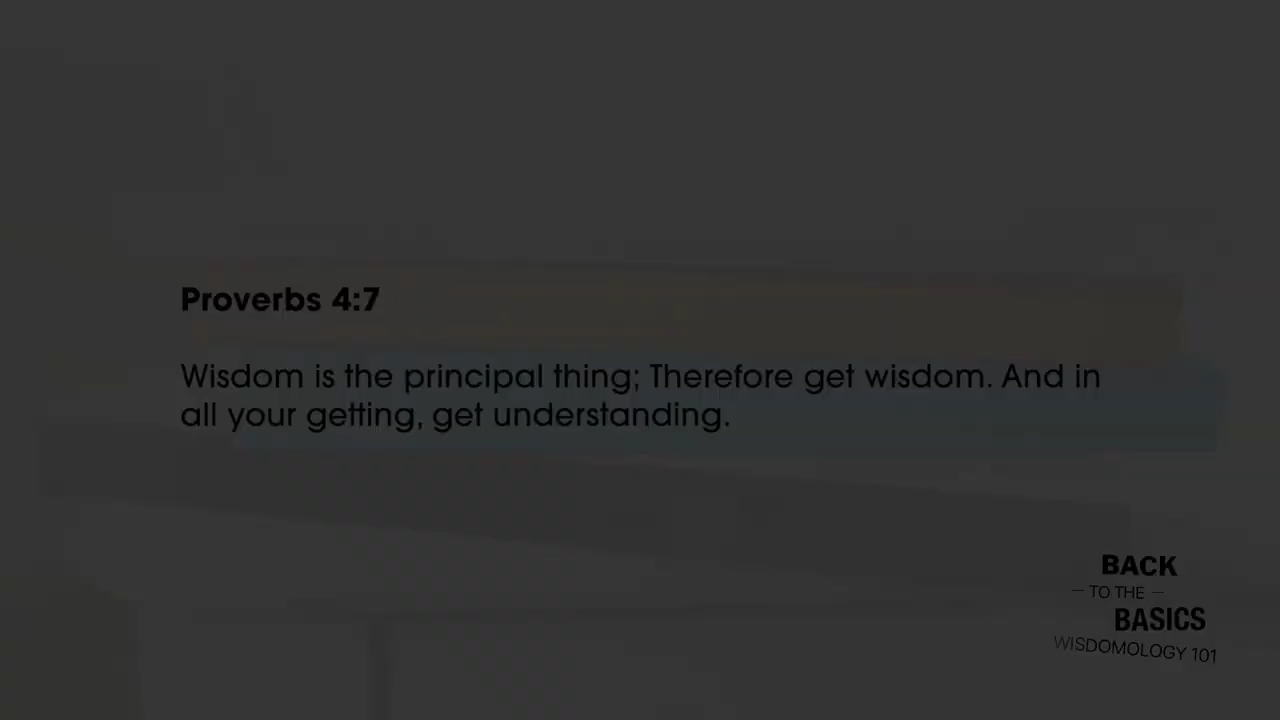 Proverbs 4:7
Wisdom is the principal thing; Therefore get wisdom. And in
all your getting, get understanding.
BACK
— TO THE —
BASICS
WISDOMOLOGY 101